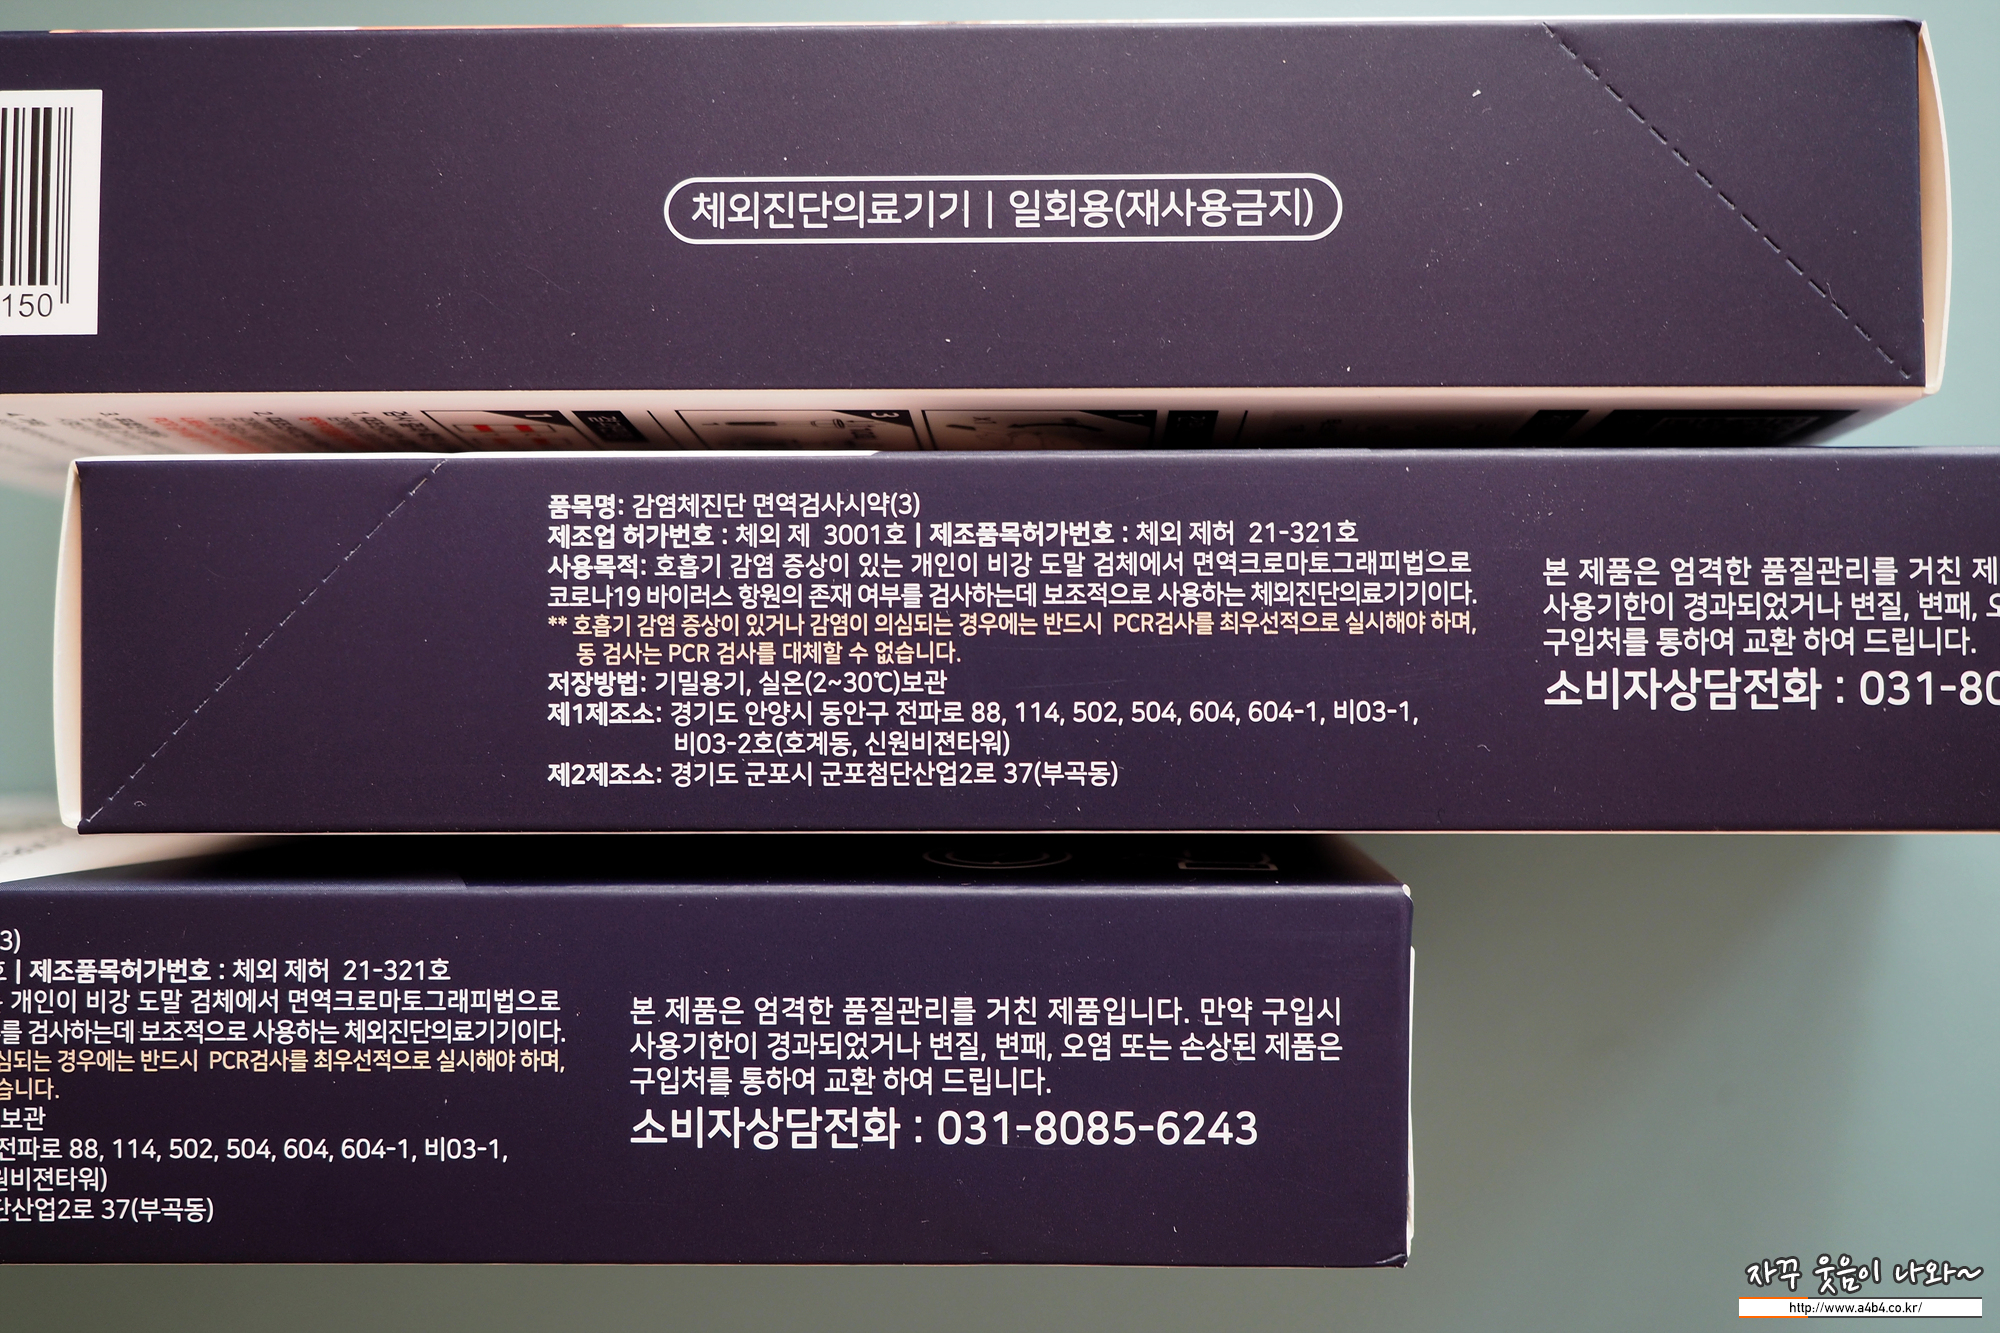 150
체외진단의료기기 | 일회용(재사용금지)
품목명: 감염체진단 면역검사시약(3)
제조업 허가번호 : 체외 제 3001호 | 제조품목허가번호 : 체외 제허 21-321호
사용목적: 호흡기 감염 증상이 있는 개인이 비강 도말 검체에서 면역크로마토그래피법으로
코로나19 바이러스 항원의 존재 여부를 검사하는데 보조적으로 사용하는 체외진단의료기기이다.
** 호흡기 감염 증상이 있거나 감염이 의심되는 경우에는 반드시 PCR검사를 최우선적으로 실시해야 하며,
동 검사는 PCR 검사를 대체할 수 없습니다.
저장방법: 기밀용기, 실온(2~30℃)보관
제1제조소: 경기도 안양시 동안구 전파로 88, 114, 502, 504, 604, 604-1, 비03-1,
비03-2호(호계동, 신원비젼타워)
제2제조소: 경기도 군포시 군포첨단산업2로 37(부곡동)
본 제품은 엄격한 품질관리를 거친 제
사용기한이 경과되었거나 변질, 변패, 오
구입처를 통하여 교환 하여 드립니다.
소비자상담전화 : 031-80
3)
호 | 제조품목허가번호 : 체외 제허 21-321호
개인이 비강 도말 검체에서 면역크로마토그래피법으로
를 검사하는데 보조적으로 사용하는 체외진단의료기기이다.
심되는 경우에는 반드시 PCR검사를 최우선적으로 실시해야 하며,
습니다.
보관
전파로 88, 114, 502, 504, 604, 604-1, 비03-1,
원비젼타워)
단산업2로 37(부곡동)
본 제품은 엄격한 품질관리를 거친 제품입니다. 만약 구입시
사용기한이 경과되었거나 변질, 변패, 오염 또는 손상된 제품은
구입처를 통하여 교환 하여 드립니다.
소비자상담전화 : 031-8085-6243
자꾸 웃음이 나와~
http://www.a4b4.co.kr/